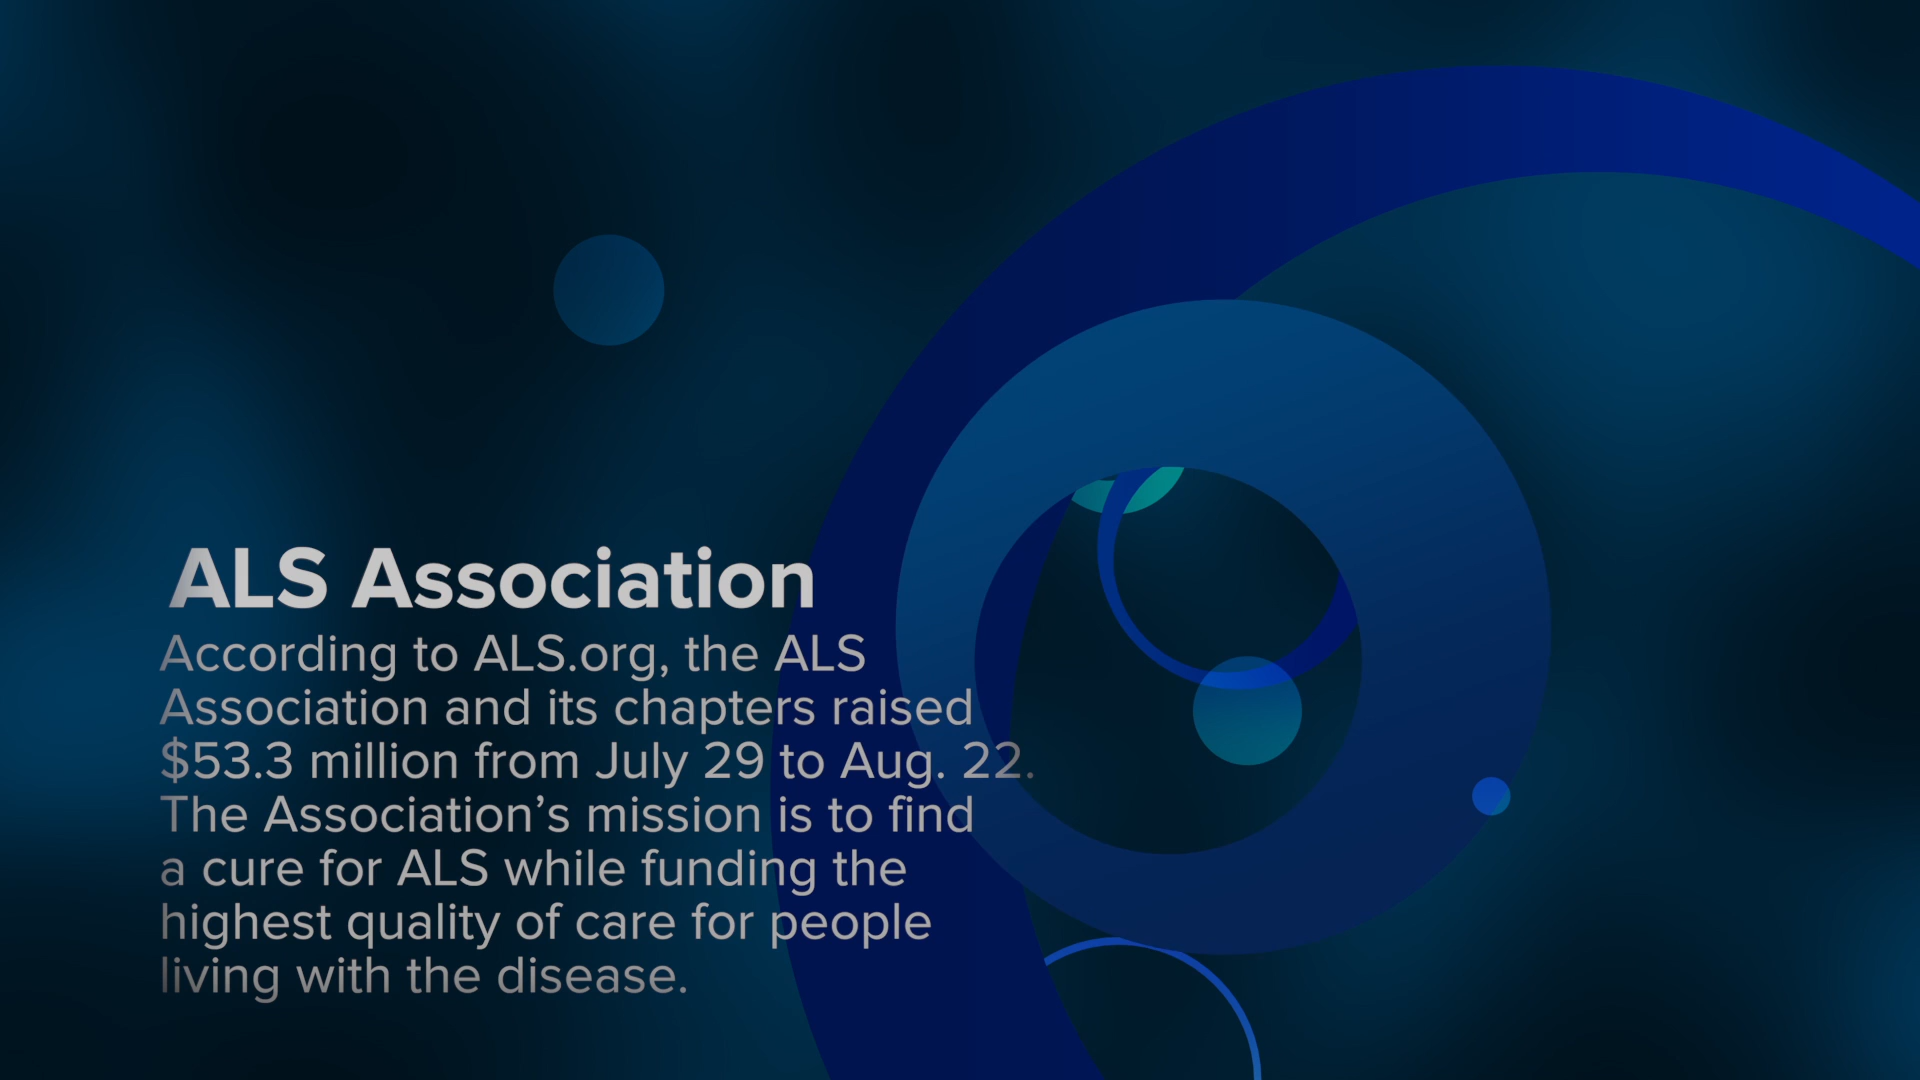 ALS Association
According to ALS.org, the ALS
Association and its chapters raised
$53.3 million from July 29 to Aug. 22.
The Association’s mission is to find
a cure for ALS while funding the
highest quality of care for people
living with the disease.